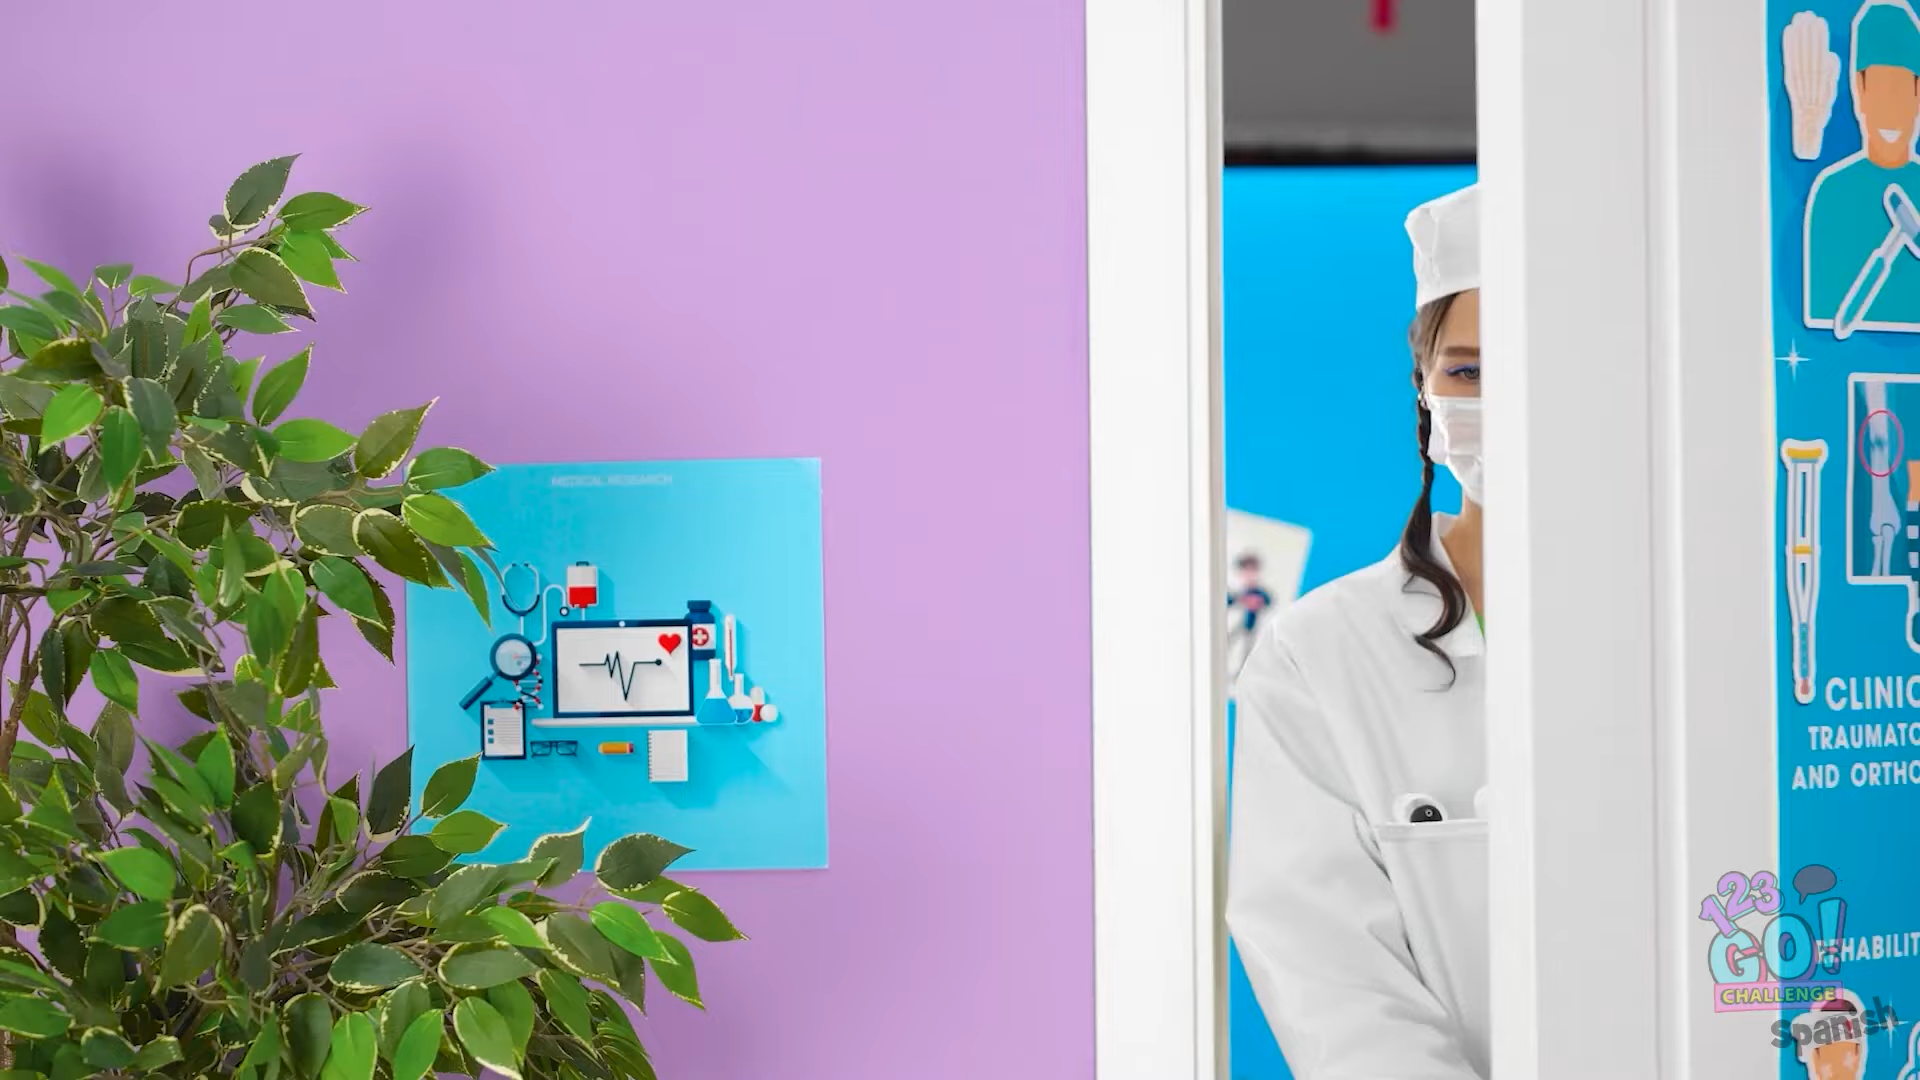 MEDICAL RESEARCH
CLINIC
TRAUMATO
AND ORTHO
EHABILIT
123
GO!
CHALLENGE
Spanish